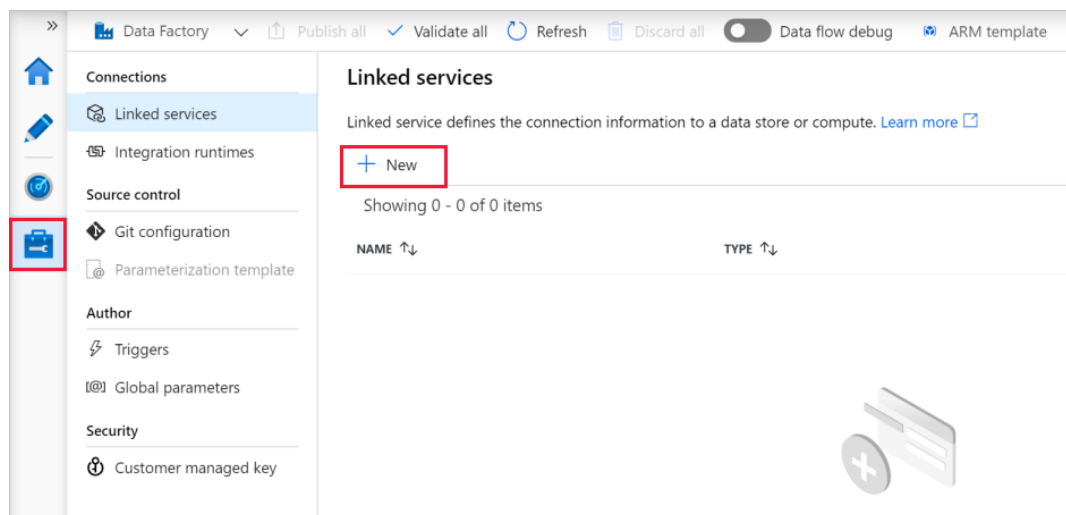 »
Data Factory Publish all Validate all Refresh Discard all Data flow debug ARM template
Connections
Linked services
Integration runtimes
Source control
Git configuration
Parameterization template
Author
Triggers
Global parameters
Security
Customer managed key
Linked services
Linked service defines the connection information to a data store or compute. Learn more
+ New
Showing 0 - 0 of 0 items
NAME ↑↓ TYPE ↑↓